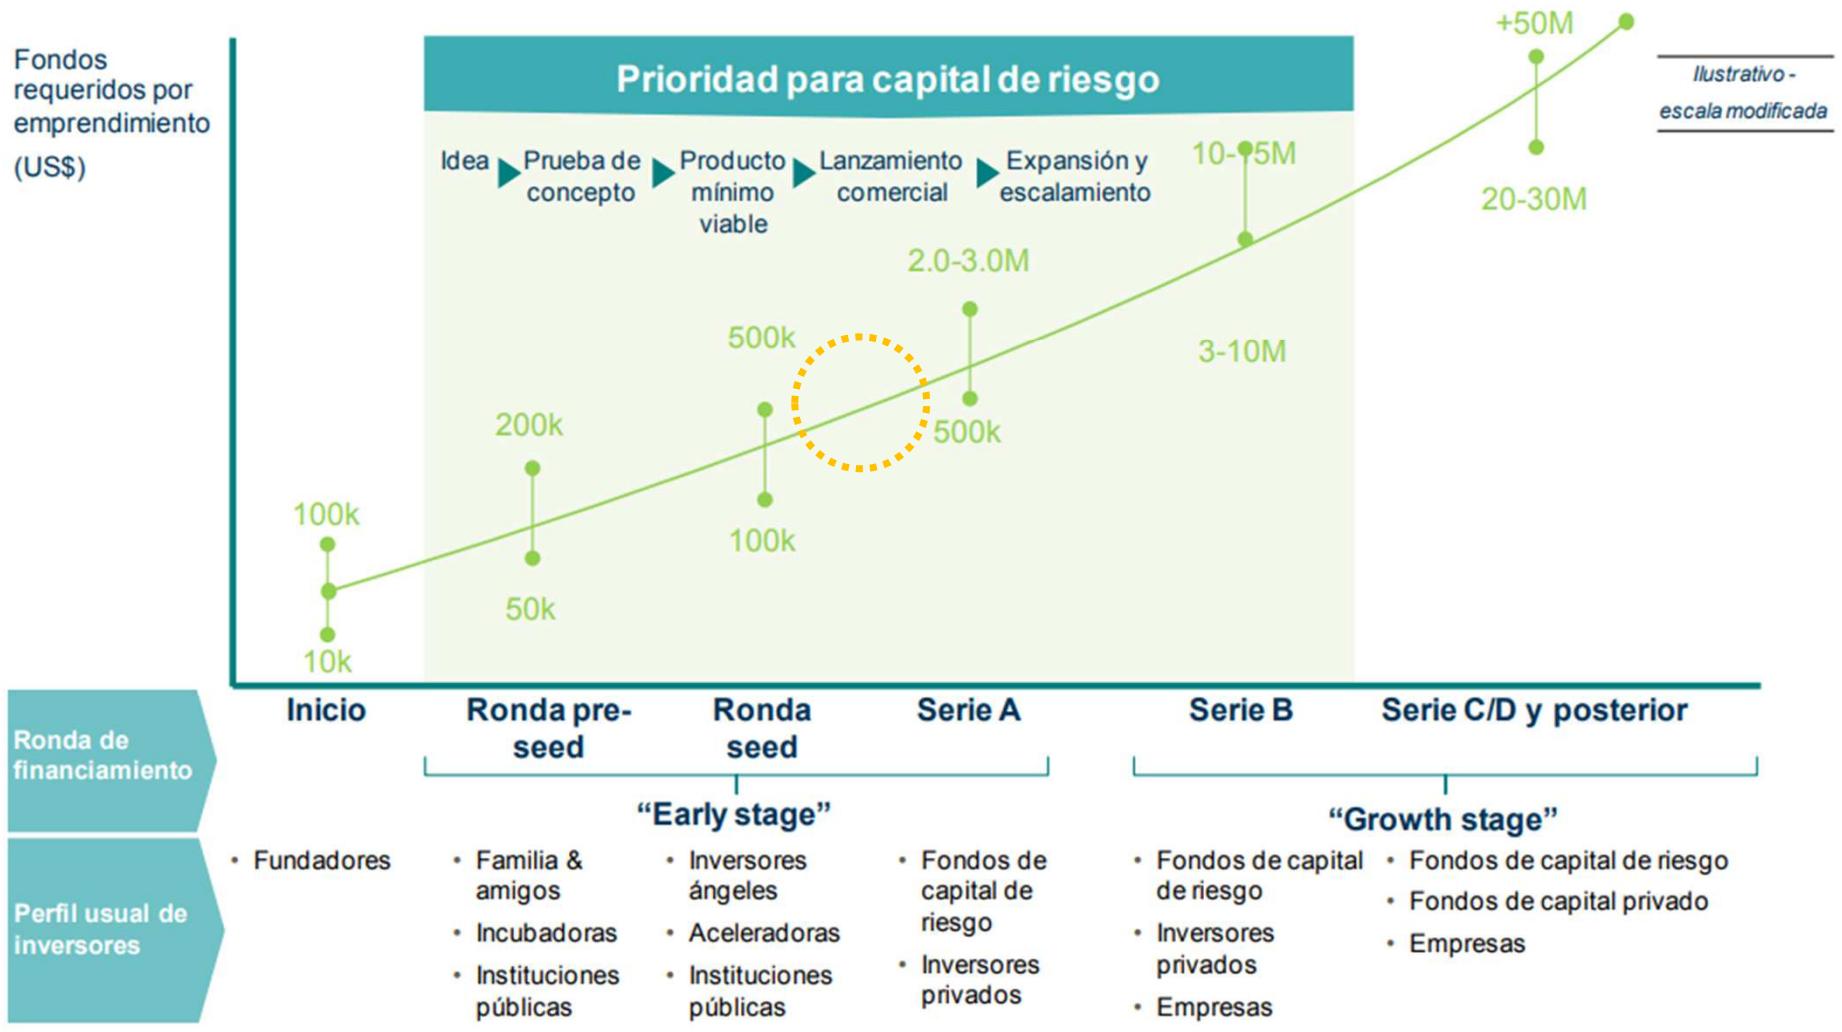 Fondos
requeridos por
emprendimiento
(US$)
Prioridad para capital de riesgo
Ilustrativo -
escala modificada
Idea
Prueba de
concepto
Producto
mínimo
viable
Lanzamiento
comercial
Expansión y
escalamiento
100k
10k
200k
50k
500k
100k
2.0-3.0M
500k
10-15M
3-10M
+50M
20-30M
Ronda de
financiamiento
Inicio
Ronda pre-
seed
Ronda
seed
Serie A
Serie B
Serie C/D y posterior
“Early stage”
“Growth stage”
Perfil usual de
inversores
• Fundadores
• Familia &
amigos
• Incubadoras
• Instituciones
públicas
• Inversores
ángeles
• Aceleradoras
• Instituciones
públicas
• Fondos de
capital de
riesgo
• Inversores
privados
• Fondos de capital
de riesgo
• Inversores
privados
• Empresas
• Fondos de capital de riesgo
• Fondos de capital privado
• Empresas